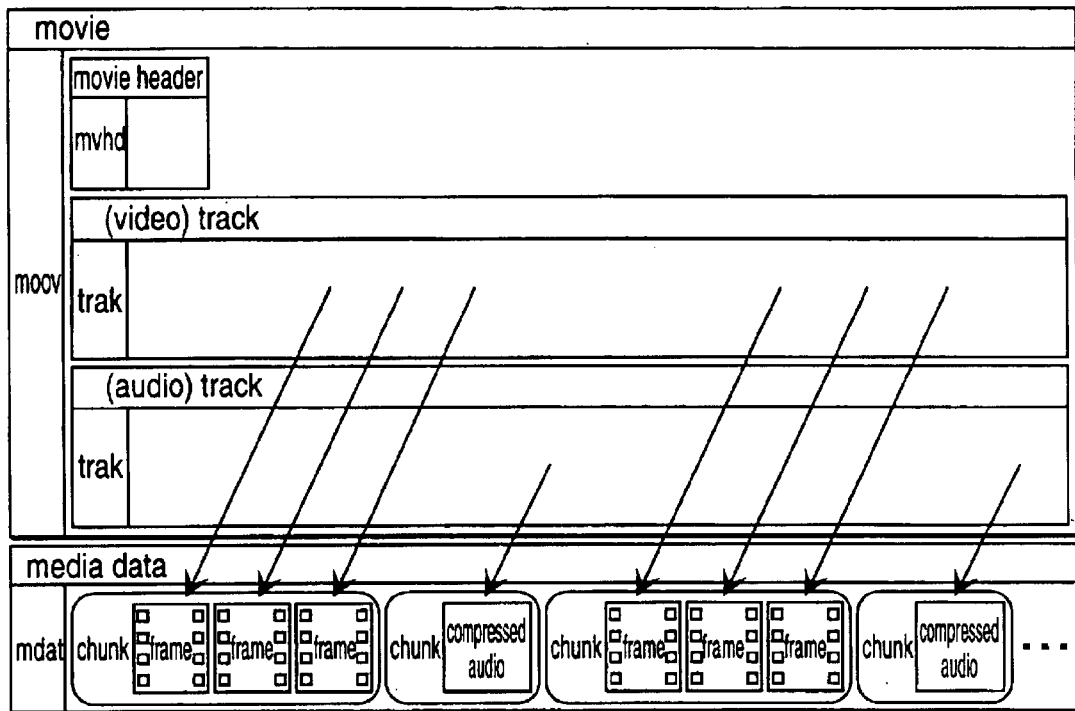 movie
movie header
mvhd
(video) track
moov
trak
(audio) track
trak
media data
mdat
chunk
frame
frame
frame
chunk
compressed
audio
chunk
frame
frame
frame
chunk
compressed
audio
...